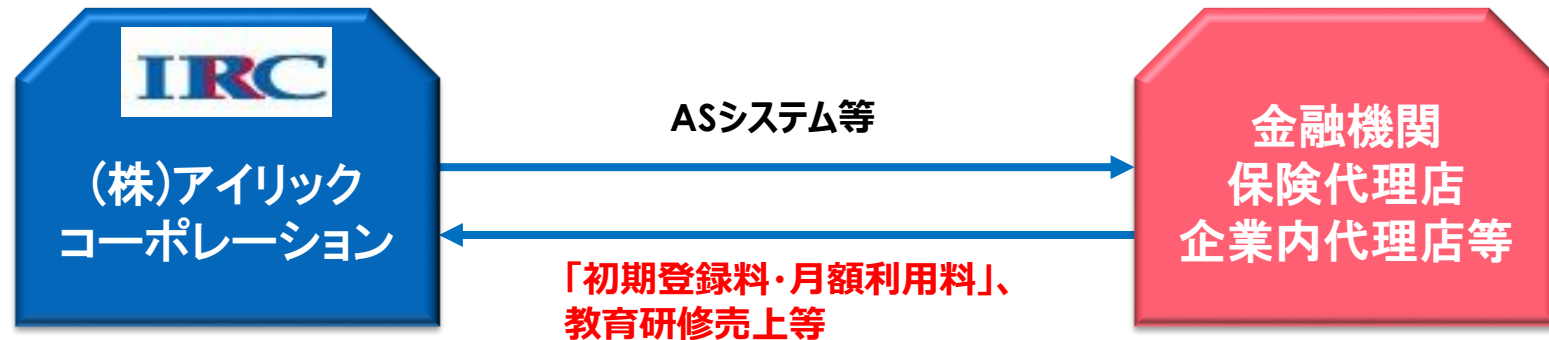 IRC
(株)アイリック
コーポレーション
ASシステム等
「初期登録料・月額利用料」、
教育研修売上等
金融機関
保険代理店
企業内代理店等